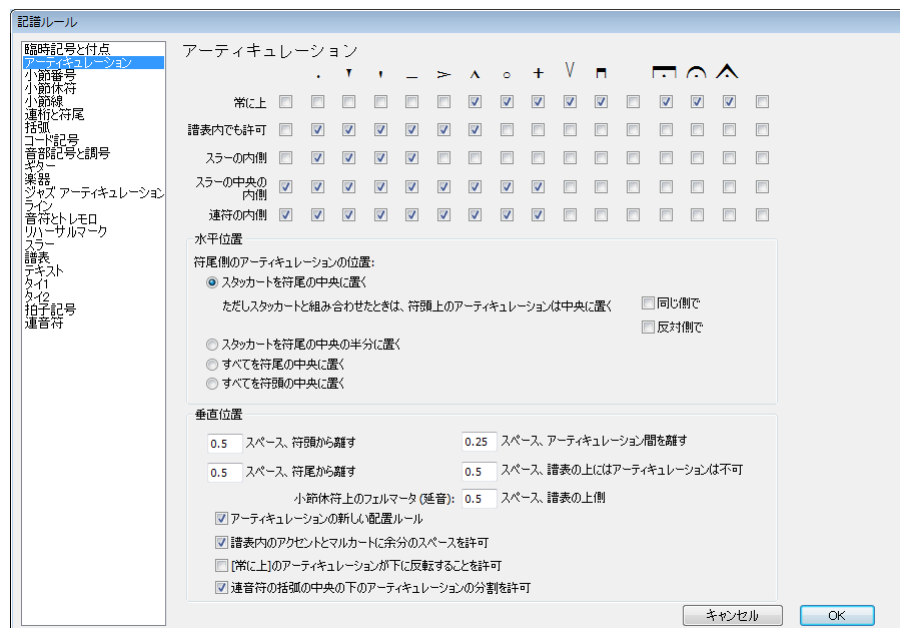 記譜ルール
臨時記号と付点
アーティキュレーション
小節番号
小節休符
小節線
連桁と符尾
括弧
コード記号
音部記号と調号
ギター
楽器
ジャズ アーティキュレーション
ライン
音符とトレモロ
リハーサルマーク
スラー
譜表
テキスト
タイ1
タイ2
拍子記号
連音符
アーティキュレーション
常に上
譜表内でも許可
スラーの内側
スラーの中央の
内側
連符の内側
水平位置
符尾側のアーティキュレーションの位置:
スタッカートを符尾の中央に置く
ただしスタッカートと組み合わせたときは、符頭上のアーティキュレーションは中央に置く
同じ側で
反対側で
スタッカートを符尾の中央の半分に置く
すべてを符尾の中央に置く
すべてを符頭の中央に置く
垂直位置
0.5 スペース、符頭から離す
0.25 スペース、アーティキュレーション間を離す
0.5 スペース、符尾から離す
0.5 スペース、譜表の上にはアーティキュレーションは不可
小節休符上のフェルマータ (延音): 0.5 スペース、譜表の上側
アーティキュレーションの新しい配置ルール
譜表内のアクセントとマルカートに余分のスペースを許可
[常に上]のアーティキュレーションが下に反転することを許可
連音符の括弧の中央の下のアーティキュレーションの分割を許可
キャンセル
OK